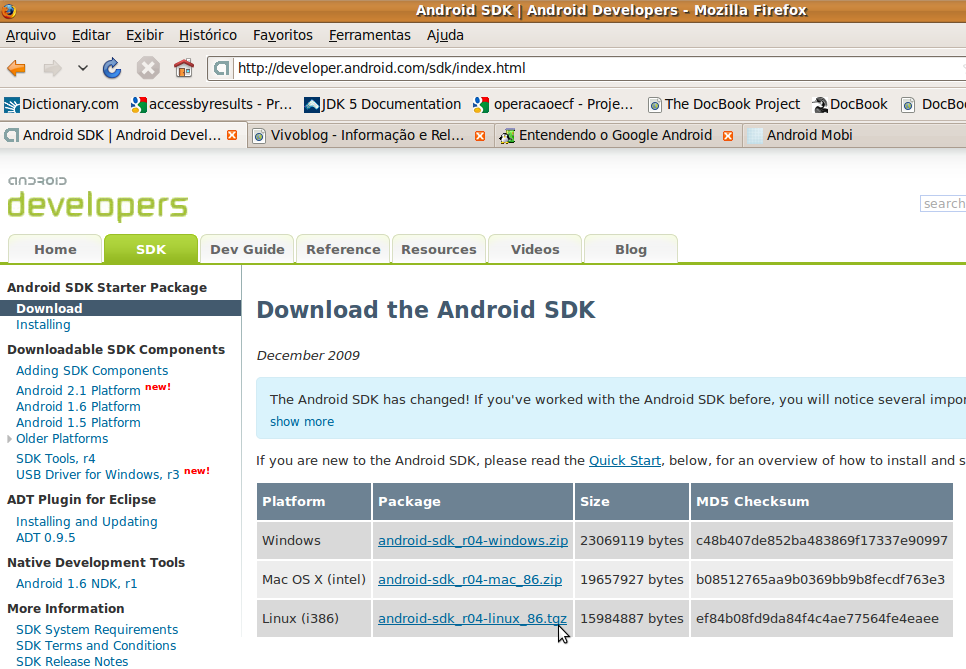 Android SDK | Android Developers - Mozilla Firefox
Arquivo Editar Exibir Histórico Favoritos Ferramentas Ajuda
http://developer.android.com/sdk/index.html
Dictionary.com accessbyresults - Pr... JDK 5 Documentation operacaoecf - Proje... The DocBook Project DocBook DocBo
Android SDK | Android Devel... Vivoblog - Informação e Rel... Entendendo o Google Android Android Mobi
android
developers
search
Home SDK Dev Guide Reference Resources Videos Blog
Android SDK Starter Package
Download
Installing
Downloadable SDK Components
Adding SDK Components
Android 2.1 Platform new!
Android 1.6 Platform
Android 1.5 Platform
Older Platforms
SDK Tools, r4
USB Driver for Windows, r3 new!
ADT Plugin for Eclipse
Installing and Updating
ADT 0.9.5
Native Development Tools
Android 1.6 NDK, r1
More Information
SDK System Requirements
SDK Terms and Conditions
SDK Release Notes
Download the Android SDK
December 2009
The Android SDK has changed! If you've worked with the Android SDK before, you will notice several impor
show more
If you are new to the Android SDK, please read the Quick Start, below, for an overview of how to install and s
Platform Package Size MD5 Checksum
Windows android-sdk_r04-windows.zip 23069119 bytes c48b407de852ba483869f17337e90997
Mac OS X (intel) android-sdk_r04-mac_86.zip 19657927 bytes b08512765aa9b0369bb9b8fecdf763e3
Linux (i386) android-sdk_r04-linux_86.tgz 15984887 bytes ef84b08fd9da84f4c4ae77564fe4eaee